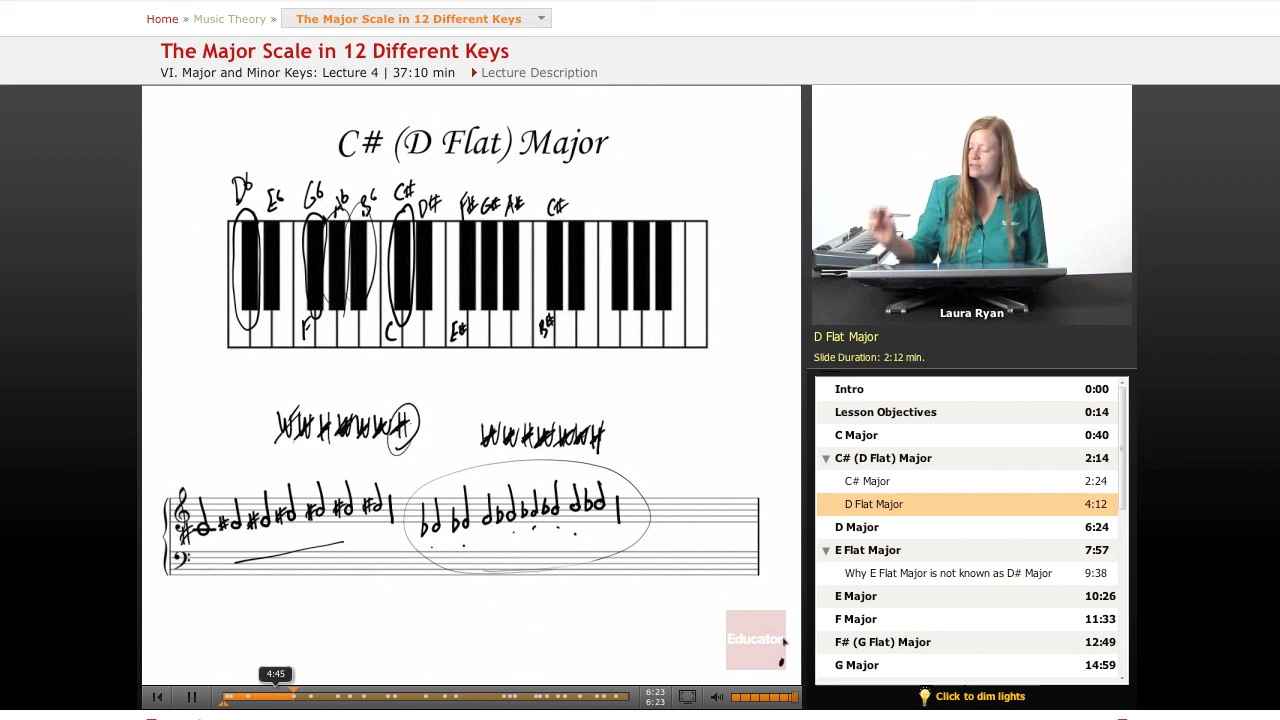 Home » Music Theory » The Major Scale in 12 Different Keys
The Major Scale in 12 Different Keys
VI. Major and Minor Keys: Lecture 4 | 37:10 min Lecture Description
C# (D Flat) Major
Db Eb Gb Ab Bb C# D# F# G# A# C#
F C E# B#
W W H W W W H
W W H W W W H
Educator
Laura Ryan
D Flat Major
Slide Duration: 2:12 min.
Intro 0:00
Lesson Objectives 0:14
C Major 0:40
C# (D Flat) Major 2:14
C# Major 2:24
D Flat Major 4:12
D Major 6:24
E Flat Major 7:57
Why E Flat Major is not known as D# Major 9:38
E Major 10:26
F Major 11:33
F# (G Flat) Major 12:49
G Major 14:59
4:45
6:23
6:23
Click to dim lights